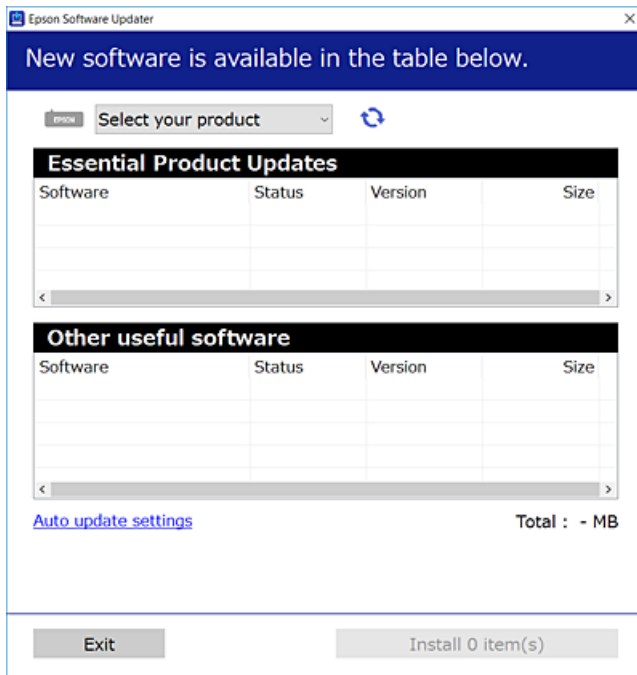 Epson Software Updater
New software is available in the table below.
EPSON Select your product
Essential Product Updates
Software Status Version Size
Other useful software
Software Status Version Size
Auto update settings Total : - MB
Exit Install 0 item(s)